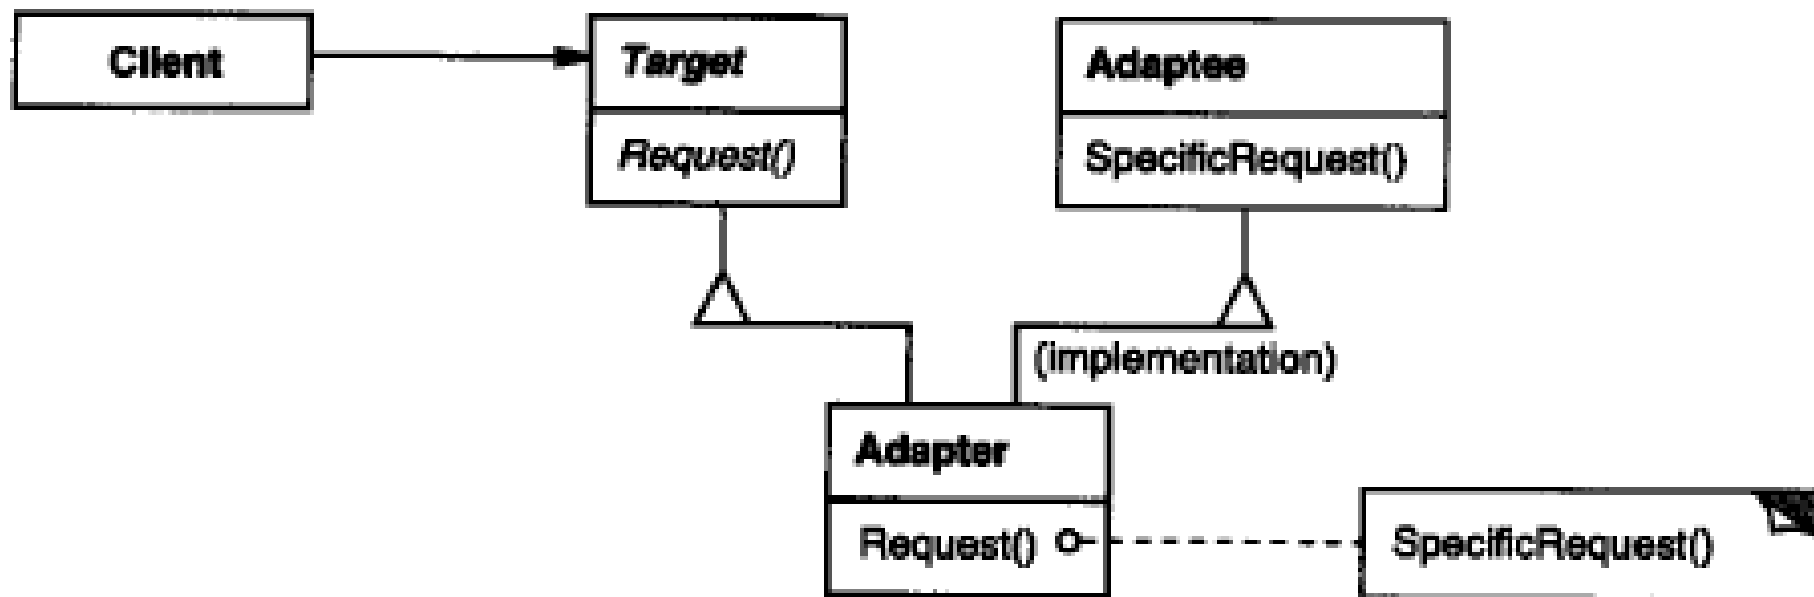 Client
Target
Request()
Adaptee
SpecificRequest()
(implementation)
Adapter
Request()
SpecificRequest()